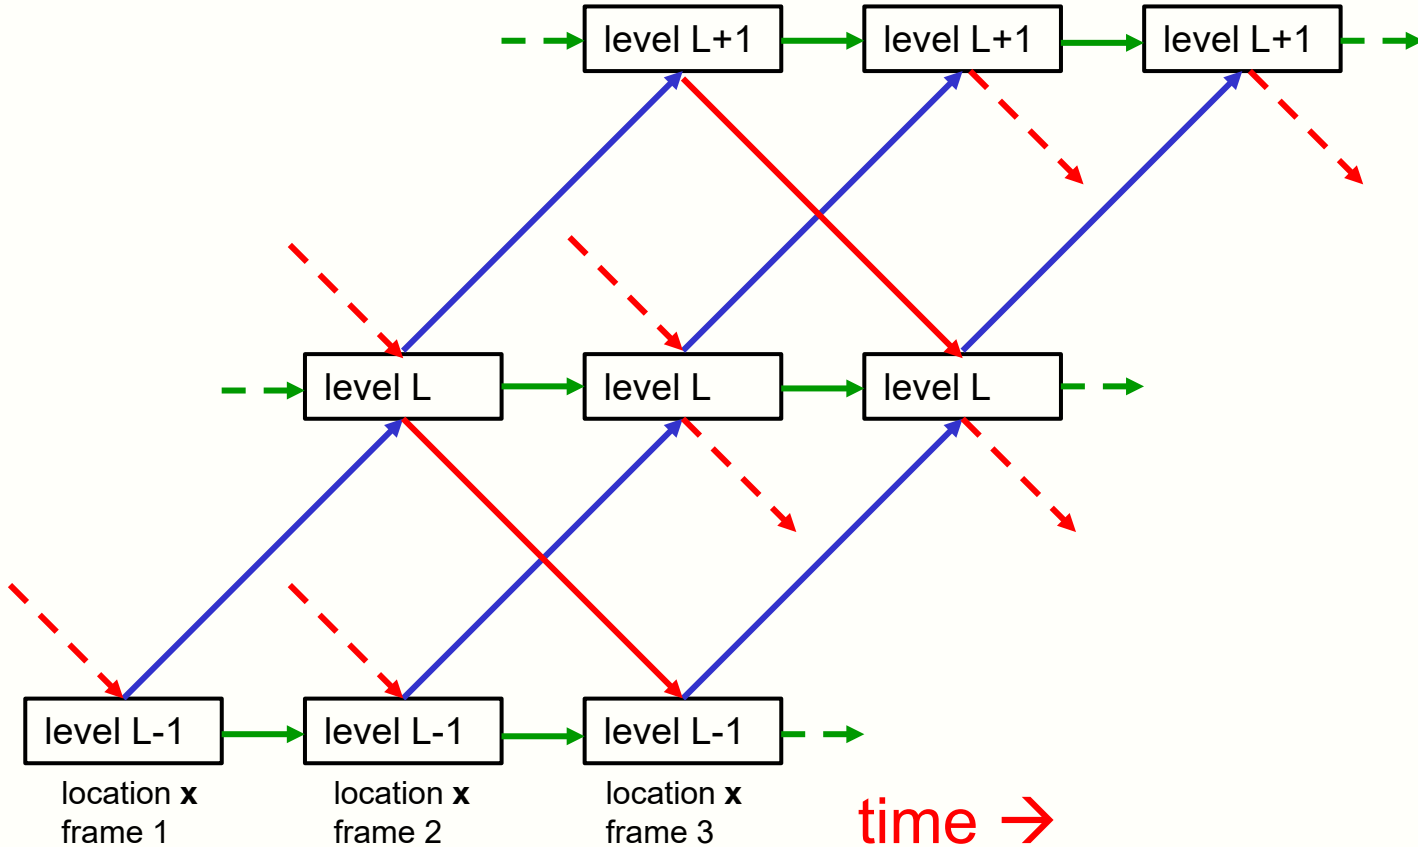 level L+1
level L+1
level L+1
level L
level L
level L
level L-1
level L-1
level L-1
location x
frame 1
location x
frame 2
location x
frame 3
time →